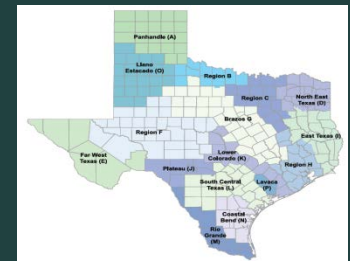 Panhandle (A)
Llano
Estacado (O)
Region B
Region C
North East
Texas (D)
Brazos G
Region F
East Texas (I)
Far West
Texas (E)
Lower
Colorado (K)
Region H
Plateau (J)
South Central
Texas (L)
Lavaca
(P)
Coastal
Bend (N)
Rio
Grande
(M)